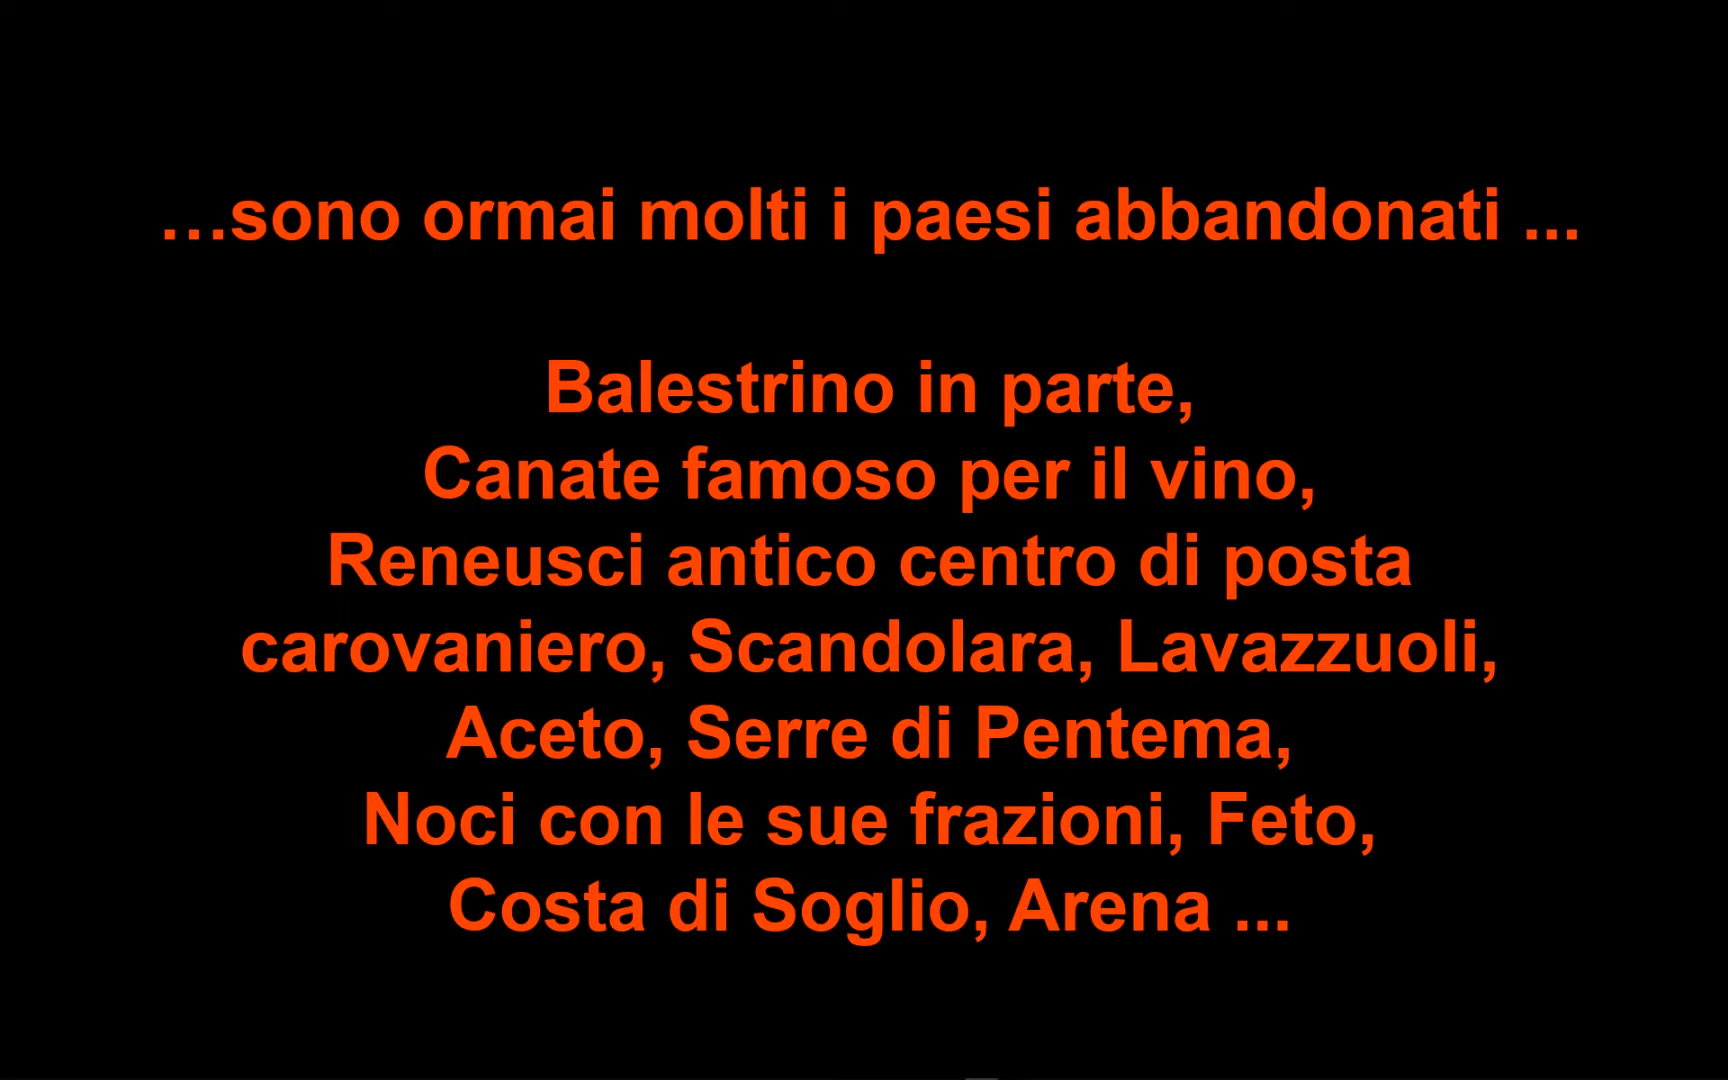 …sono ormai molti i paesi abbandonati ...
Balestrino in parte,
Canate famoso per il vino,
Reneusci antico centro di posta
carovaniero, Scandolara, Lavazzuoli,
Aceto, Serre di Pentema,
Noci con le sue frazioni, Feto,
Costa di Soglio, Arena ...